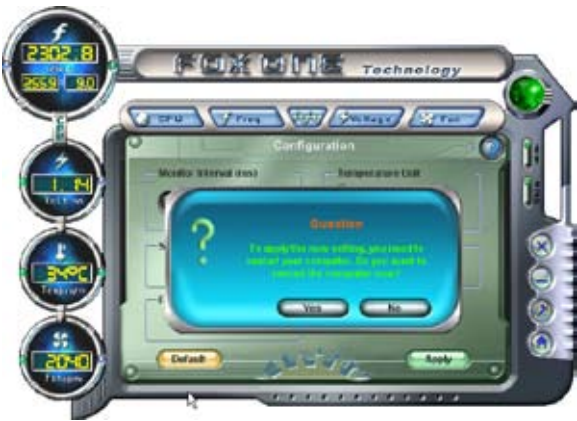 2302.8
255.9 9.0
FOX ONE Technology
CPU
Freq
Voltage
Fan
Configuration
Monitor Interval (ms)
Temperature Unit
1.14
34°C
2040
Question
To apply the new setting, you need to
restart your computer. Do you want to
restart the computer now?
Yes
No
Default
Apply